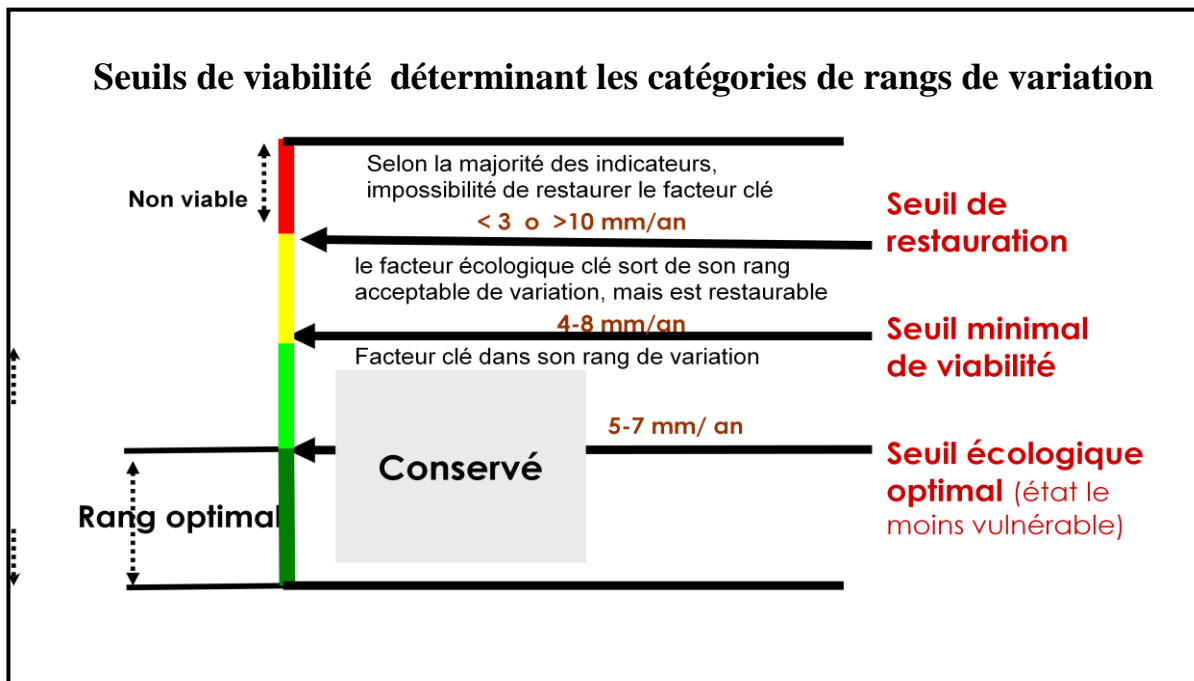 Seuils de viabilité déterminant les catégories de rangs de variation
Selon la majorité des indicateurs,
impossibilité de restaurer le facteur clé
Non viable
< 3 o >10 mm/an
Seuil de
restauration
le facteur écologique clé sort de son rang
acceptable de variation, mais est restaurable
4-8 mm/an
Seuil minimal
de viabilité
Facteur clé dans son rang de variation
5-7 mm/ an
Conservé
Seuil écologique
optimal (état le
moins vulnérable)
Rang optimal